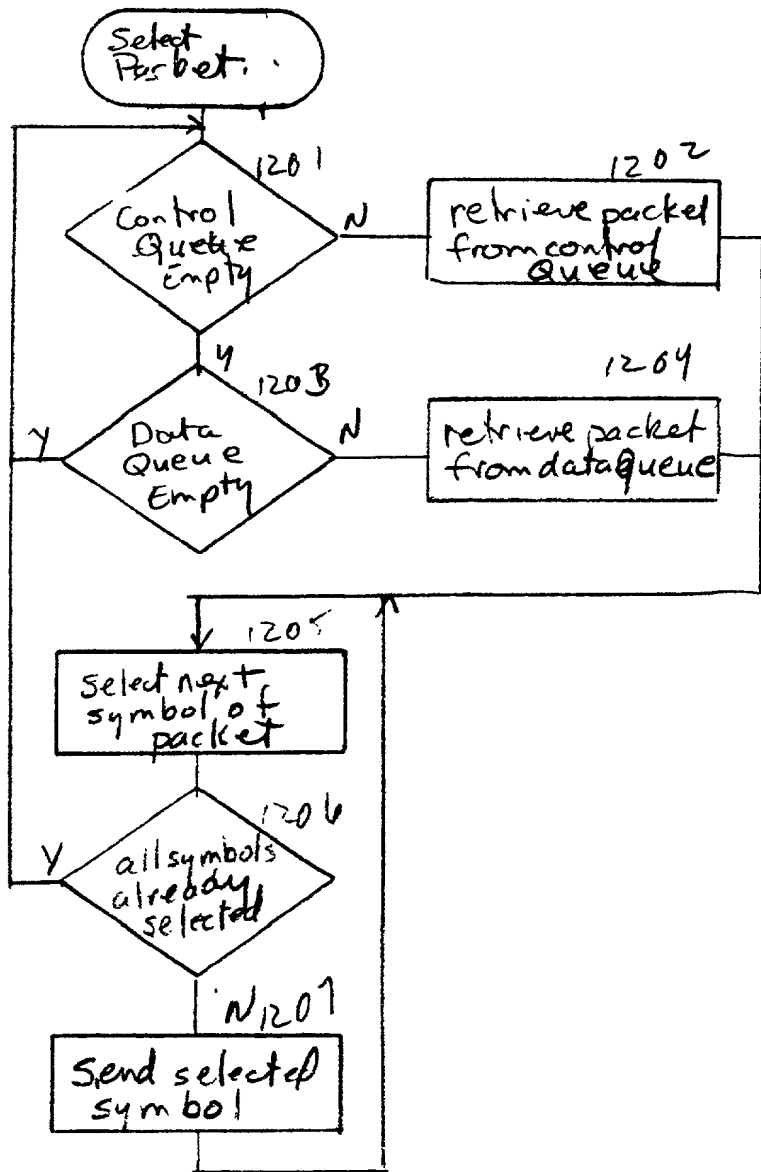 Select
Packet.
1201
Control
Queue
Empty
N
1202
retrieve packet
from control
Queue
Y
1203
Data
Queue
Empty
Y
N
1204
retrieve packet
from data queue
1205
select next
symbol of
packet
1206
all symbols
already
selected
Y
N
1207
Send selected
symbol